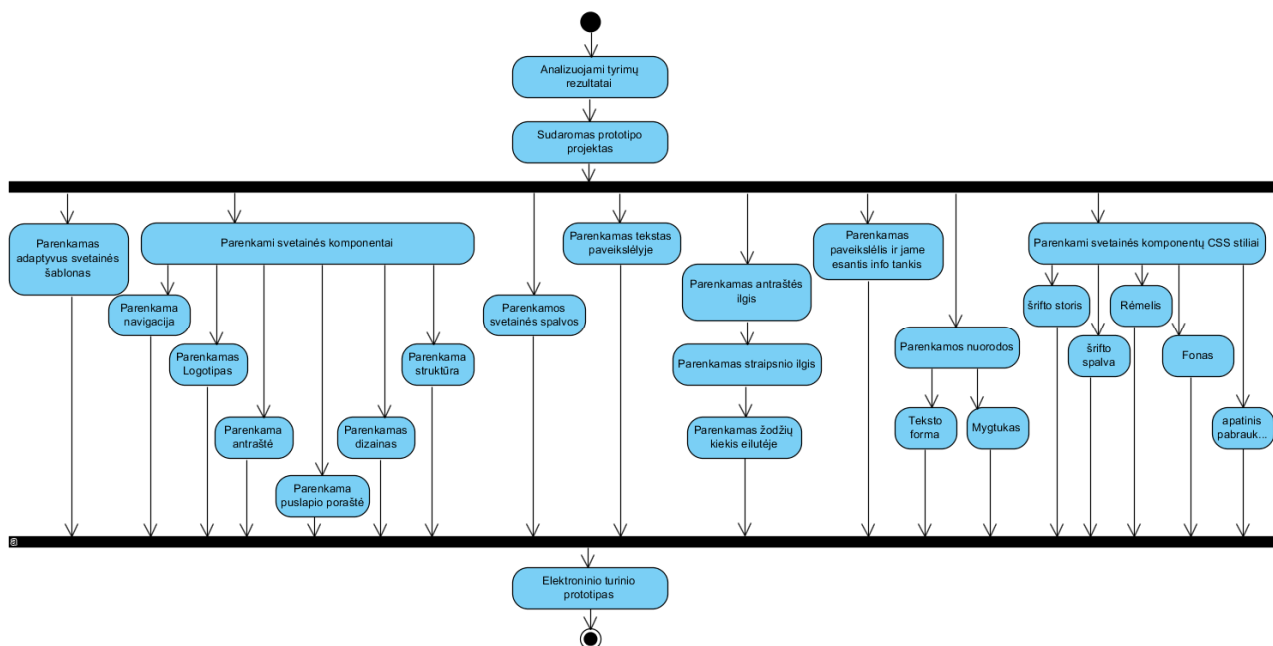 Analizuojami tyrimų
rezultatai
Sudaromas prototipo
projektas
Parenkamas
adaptyvus svetainės
šablonas
Parenkami svetainės komponentai
Parenkama
navigacija
Parenkamas
Logotipas
Parenkama
antraštė
Parenkama
puslapio poraštė
Parenkamas
dizainas
Parenkama
struktūra
Parenkamos
svetainės spalvos
Parenkamas tekstas
paveikslėlyje
Parenkamas antraštės
ilgis
Parenkamas straipsnio ilgis
Parenkamas žodžių
kiekis eilutėje
Parenkamas
paveikslėlis ir jame
esantis info tankis
Parenkamos nuorodos
Teksto
forma
Mygtukas
Parenkami svetainės komponentų CSS stiliai
šrifto storis
šrifto
spalva
Rėmelis
Fonas
apatinis
pabrauk...
Elektroninio turinio
prototipas